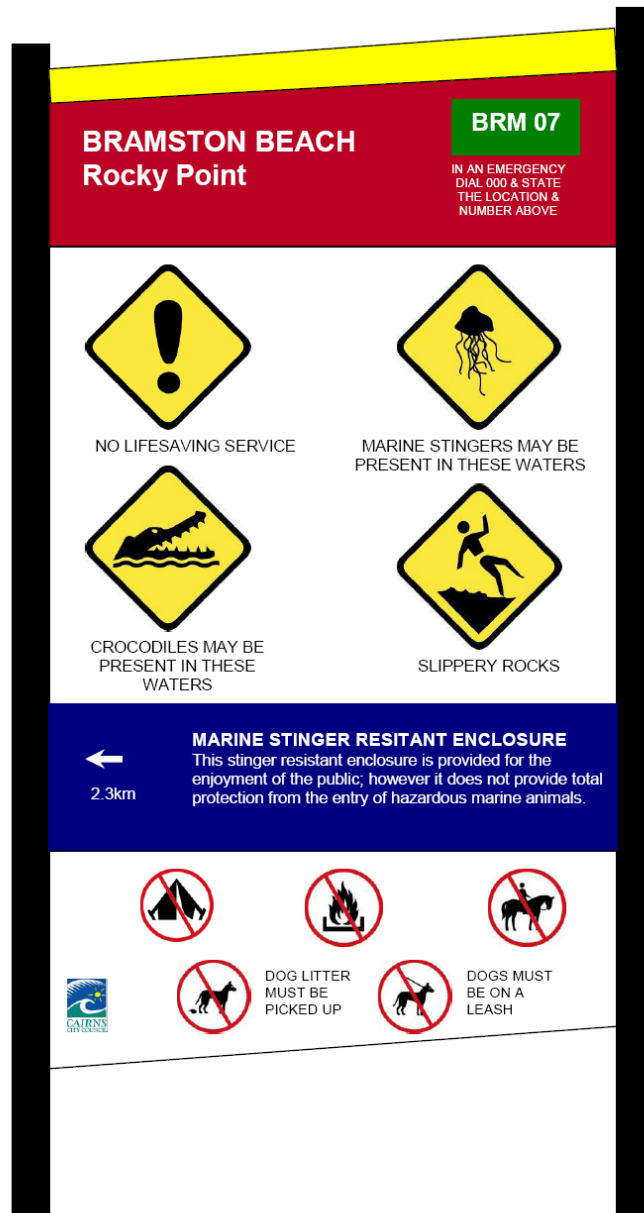 BRAMSTON BEACH
Rocky Point
BRM 07
IN AN EMERGENCY
DIAL 000 & STATE
THE LOCATION &
NUMBER ABOVE
NO LIFESAVING SERVICE
MARINE STINGERS MAY BE
PRESENT IN THESE WATERS
CROCODILES MAY BE
PRESENT IN THESE
WATERS
SLIPPERY ROCKS
2.3km
MARINE STINGER RESITANT ENCLOSURE
This stinger resistant enclosure is provided for the
enjoyment of the public; however it does not provide total
protection from the entry of hazardous marine animals.
DOG LITTER
MUST BE
PICKED UP
DOGS MUST
BE ON A
LEASH
CAIRNS
CITY COUNCIL